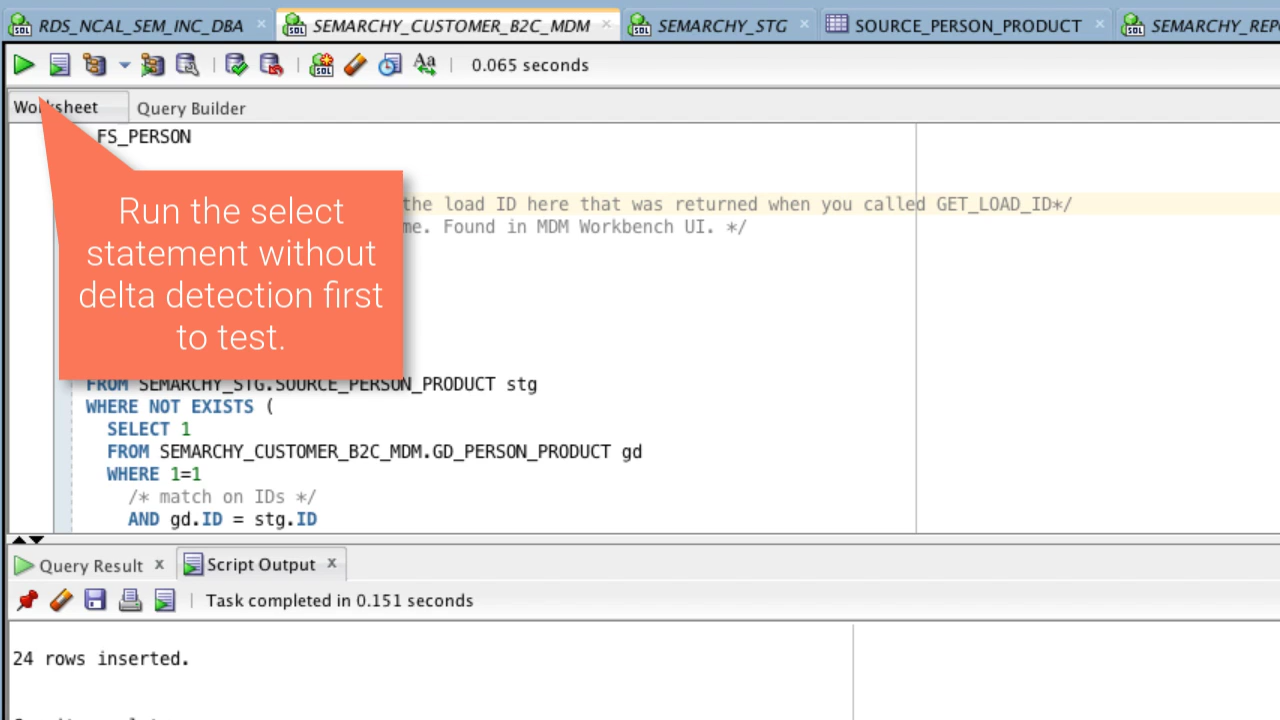 RDS_NCAL_SEM_INC_DBA SEMARCHY_CUSTOMER_B2C_MDM SEMARCHY_STG SOURCE_PERSON_PRODUCT SEMARCHY_REP
0.065 seconds
Worksheet Query Builder
FS_PERSON
the load ID here that was returned when you called GET_LOAD_ID*/
me. Found in MDM Workbench UI. */
Run the select
statement without
delta detection first
to test.
FROM SEMARCHY_STG.SOURCE_PERSON_PRODUCT stg
WHERE NOT EXISTS (
SELECT 1
FROM SEMARCHY_CUSTOMER_B2C_MDM.GD_PERSON_PRODUCT gd
WHERE 1=1
/* match on IDs */
AND gd.ID = stg.ID
Query Result x Script Output x
Task completed in 0.151 seconds
24 rows inserted.